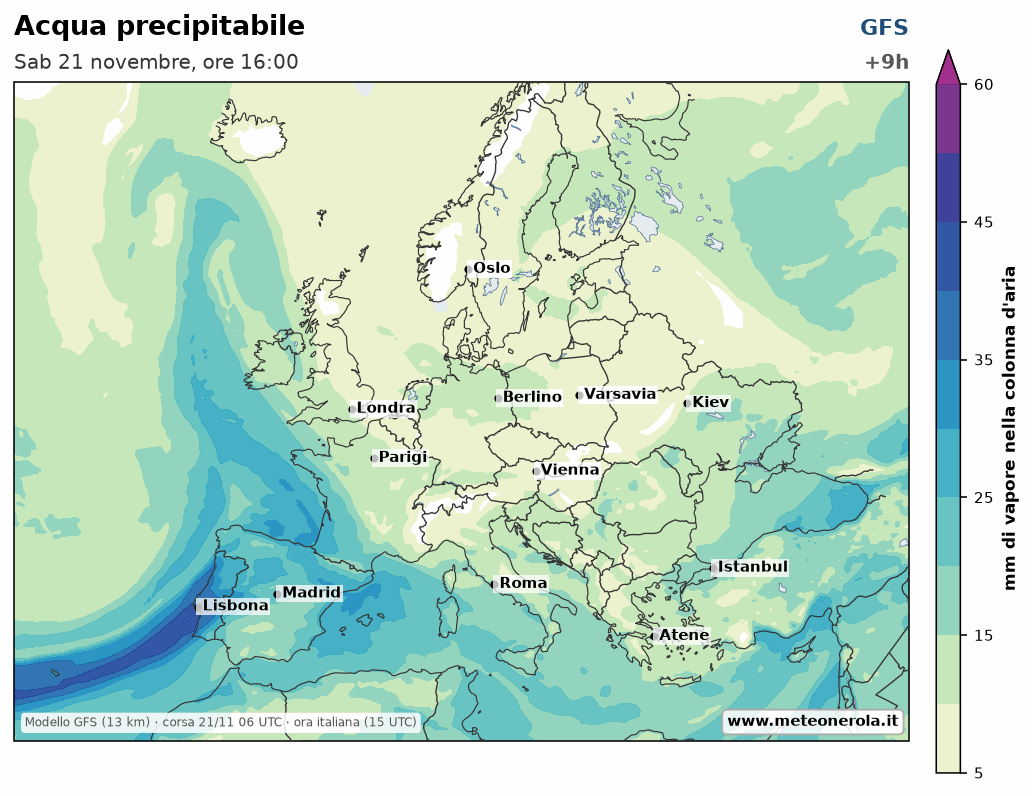 Acqua precipitabile
GFS
Sab 21 novembre, ore 16:00
+9h
60
45
35
25
15
5
mm di vapore nella colonna d'aria
Oslo
Londra
Berlino
Varsavia
Kiev
Parigi
Vienna
Istanbul
Roma
Madrid
Lisbona
Atene
Modello GFS (13 km) · corsa 21/11 06 UTC · ora italiana (15 UTC)
www.meteonerola.it